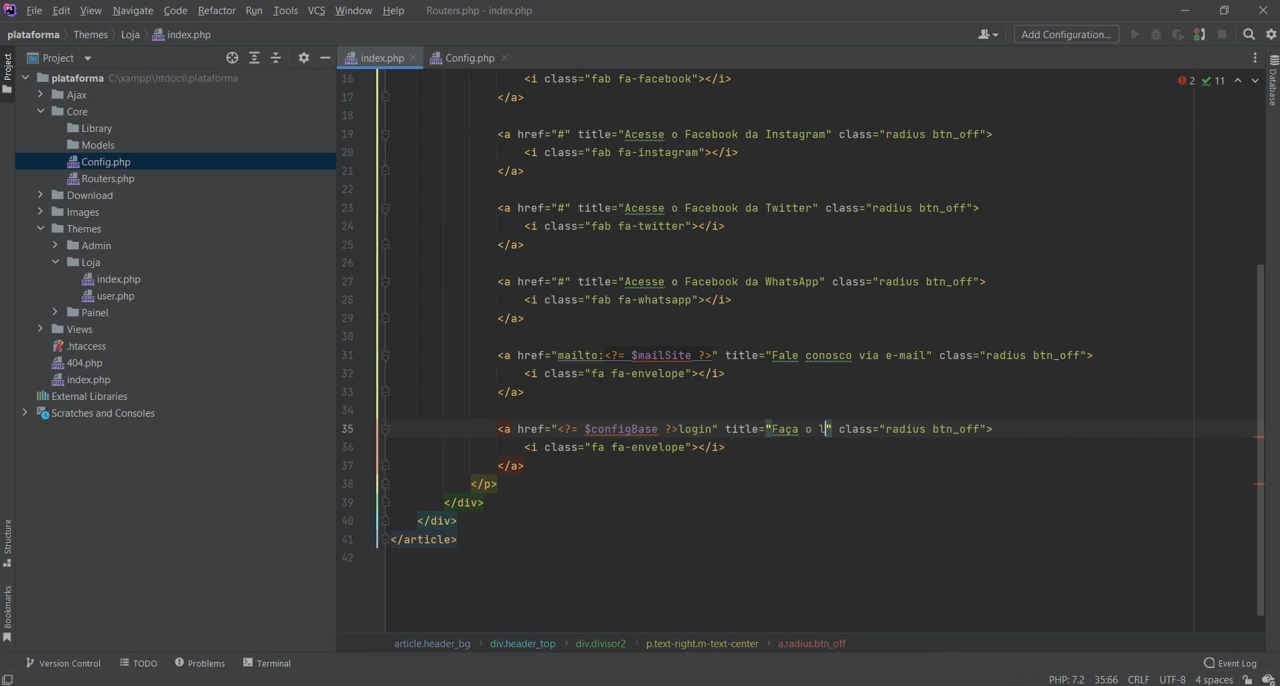 File Edit View Navigate Code Refactor Run Tools VCS Window Help Routers.php - index.php
plataforma Themes Loja index.php Add Configuration...
Project index.php Config.php
plataforma C:\xampp\htdocs\plataforma
Ajax
Core
Library
Models
Config.php
Routers.php
Download
Images
Themes
Admin
Loja
index.php
user.php
Painel
Views
.htaccess
404.php
index.php
External Libraries
Scratches and Consoles
Project
Structure
Bookmarks
2 11
Database
16 <i class="fab fa-facebook"></i>
17 </a>
18
19 <a href="#" title="Acesse o Facebook da Instagram" class="radius btn_off">
20 <i class="fab fa-instagram"></i>
21 </a>
22
23 <a href="#" title="Acesse o Facebook da Twitter" class="radius btn_off">
24 <i class="fab fa-twitter"></i>
25 </a>
26
27 <a href="#" title="Acesse o Facebook da WhatsApp" class="radius btn_off">
28 <i class="fab fa-whatsapp"></i>
29 </a>
30
31 <a href="mailto:<?= $mailSite ?>" title="Fale conosco via e-mail" class="radius btn_off">
32 <i class="fa fa-envelope"></i>
33 </a>
34
35 <a href="<?= $configBase ?>login" title="Faça o l" class="radius btn_off">
36 <i class="fa fa-envelope"></i>
37 </a>
38 </p>
39 </div>
40 </div>
41 </article>
42
article.header_bg div.header_top div.divisor2 p.text-right.m-text-center a.radius.btn_off
Version Control TODO Problems Terminal Event Log
PHP: 7.2 35:66 CRLF UTF-8 4 spaces